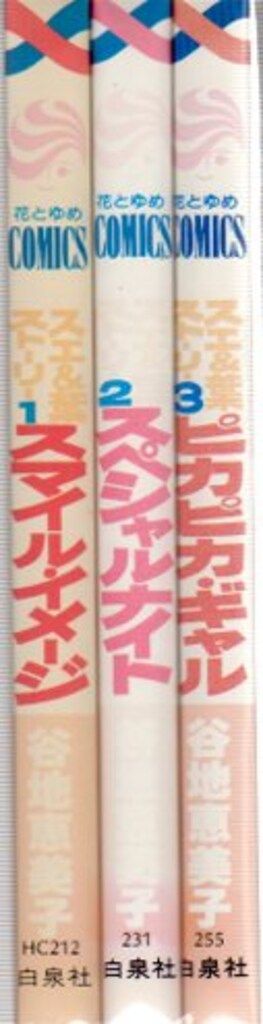 花とゆめ
COMICS
スエ&葉
ストーリー
1
スマイル・イメージ
谷地恵美子
HC212
白泉社
花とゆめ
COMICS
2
スペシャルナイト
231
白泉社
花とゆめ
COMICS
スエ&葉
ストーリー
3
ピカピカ・ギャル
谷地恵美子
255
白泉社